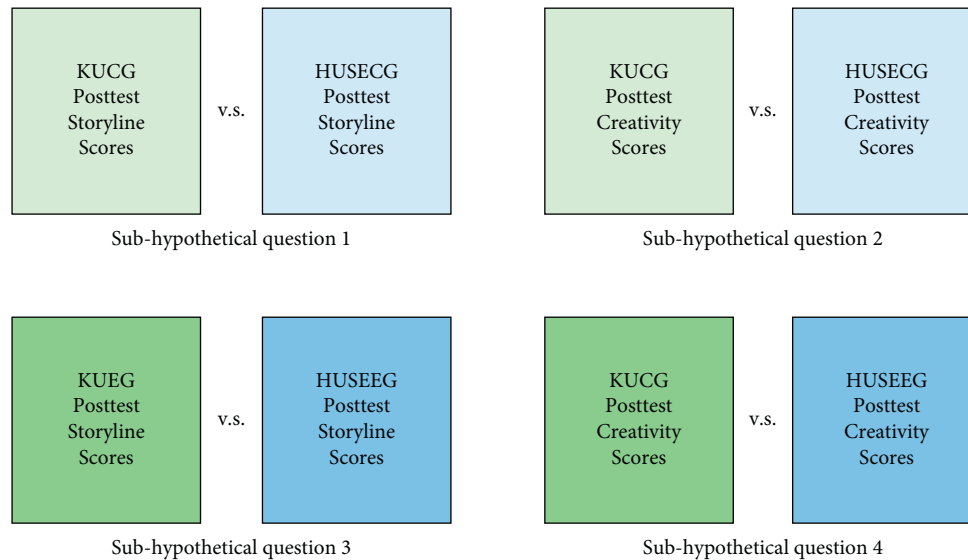 KUCG
Posttest
Storyline
Scores
v.s.
HUSECG
Posttest
Storyline
Scores
Sub-hypothetical question 1
KUCG
Posttest
Creativity
Scores
v.s.
HUSECG
Posttest
Creativity
Scores
Sub-hypothetical question 2
KUEG
Posttest
Storyline
Scores
v.s.
HUSEEG
Posttest
Storyline
Scores
Sub-hypothetical question 3
KUCG
Posttest
Creativity
Scores
v.s.
HUSEEG
Posttest
Creativity
Scores
Sub-hypothetical question 4